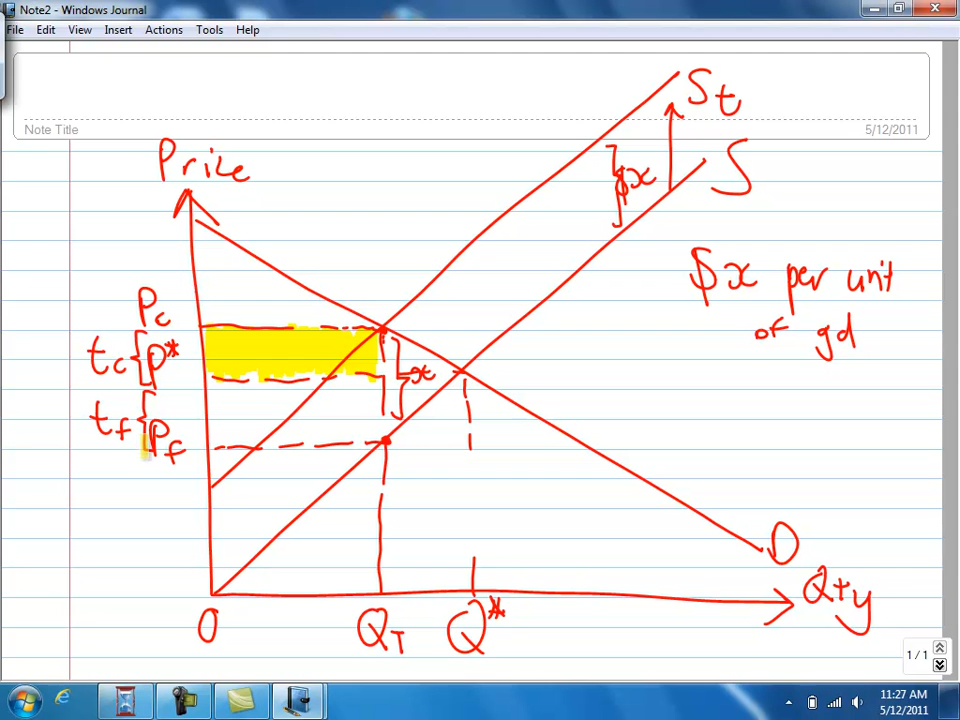 Note2 - Windows Journal
File Edit View Insert Actions Tools Help
Note Title
5/12/2011
Price
St
S
$x
$x per unit
of gd
Pc
tc { P*
x
tf { Pf
D
Qty
O
QT
Q*
1 / 1
11:27 AM
5/12/2011